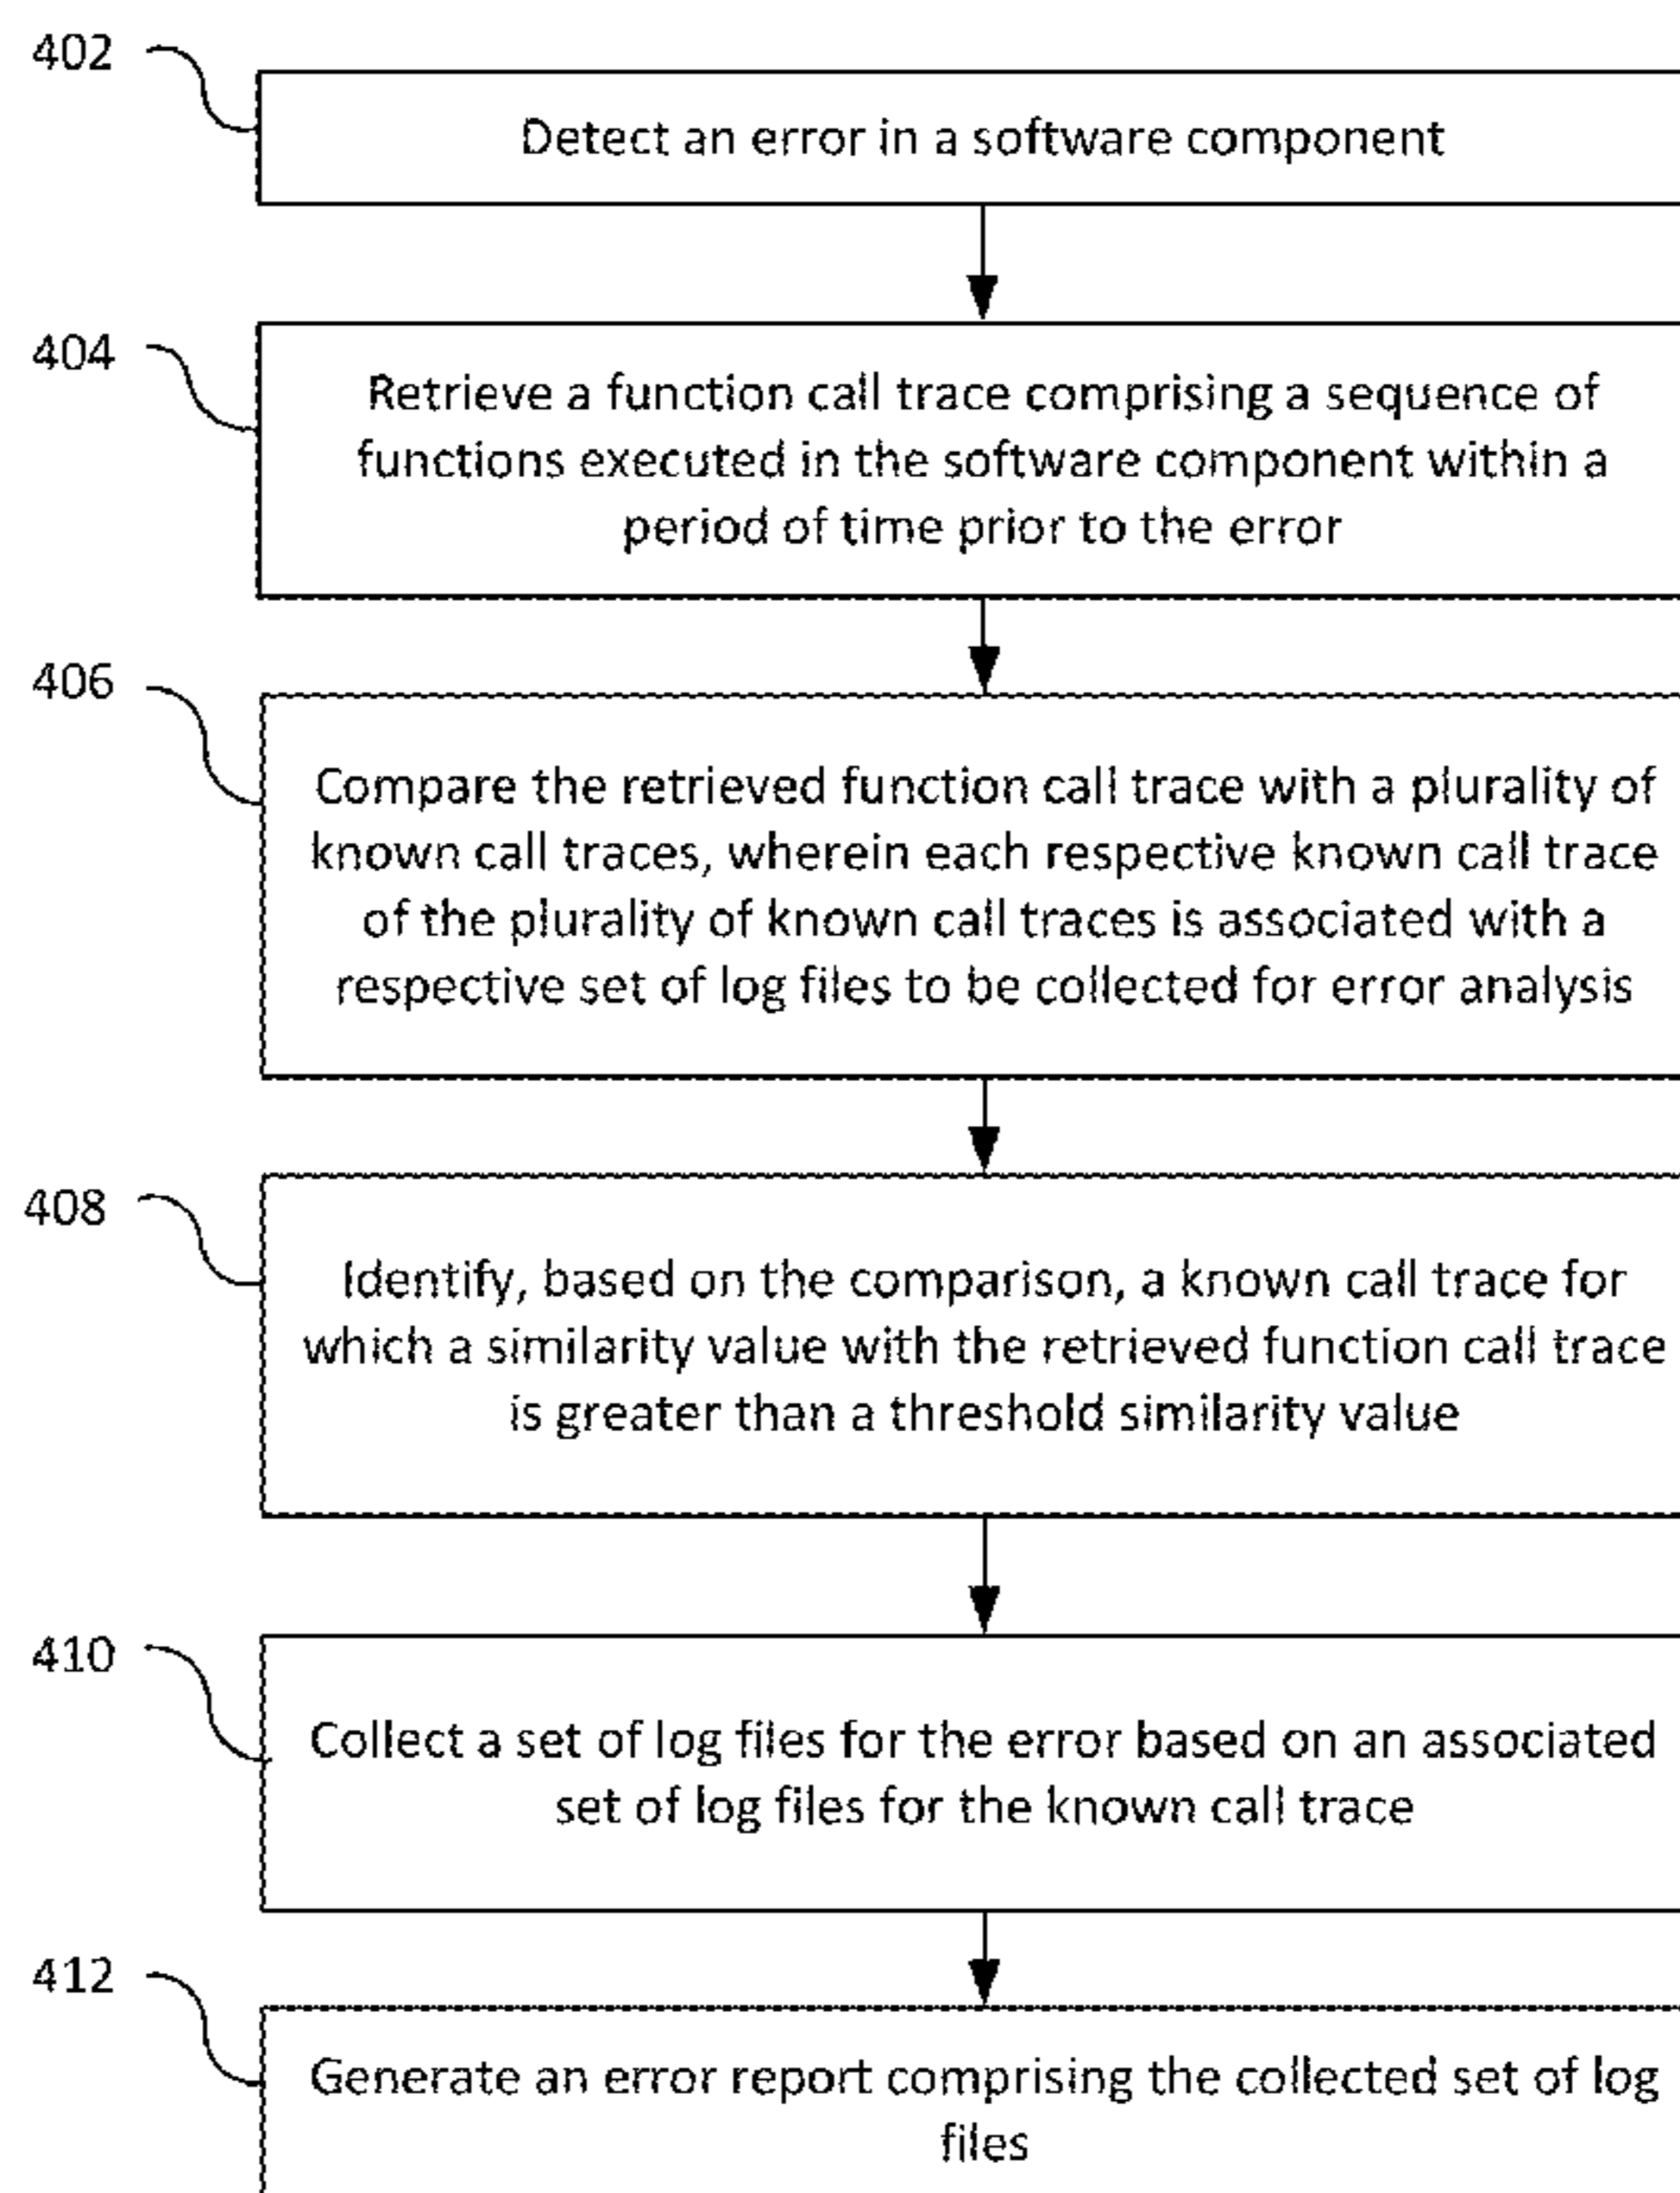 402
Detect an error in a software component
404
Retrieve a function call trace comprising a sequence of
functions executed in the software component within a
period of time prior to the error
406
Compare the retrieved function call trace with a plurality of
known call traces, wherein each respective known call trace
of the plurality of known call traces is associated with a
respective set of log files to be collected for error analysis
408
Identify, based on the comparison, a known call trace for
which a similarity value with the retrieved function call trace
is greater than a threshold similarity value
410
Collect a set of log files for the error based on an associated
set of log files for the known call trace
412
Generate an error report comprising the collected set of log
files